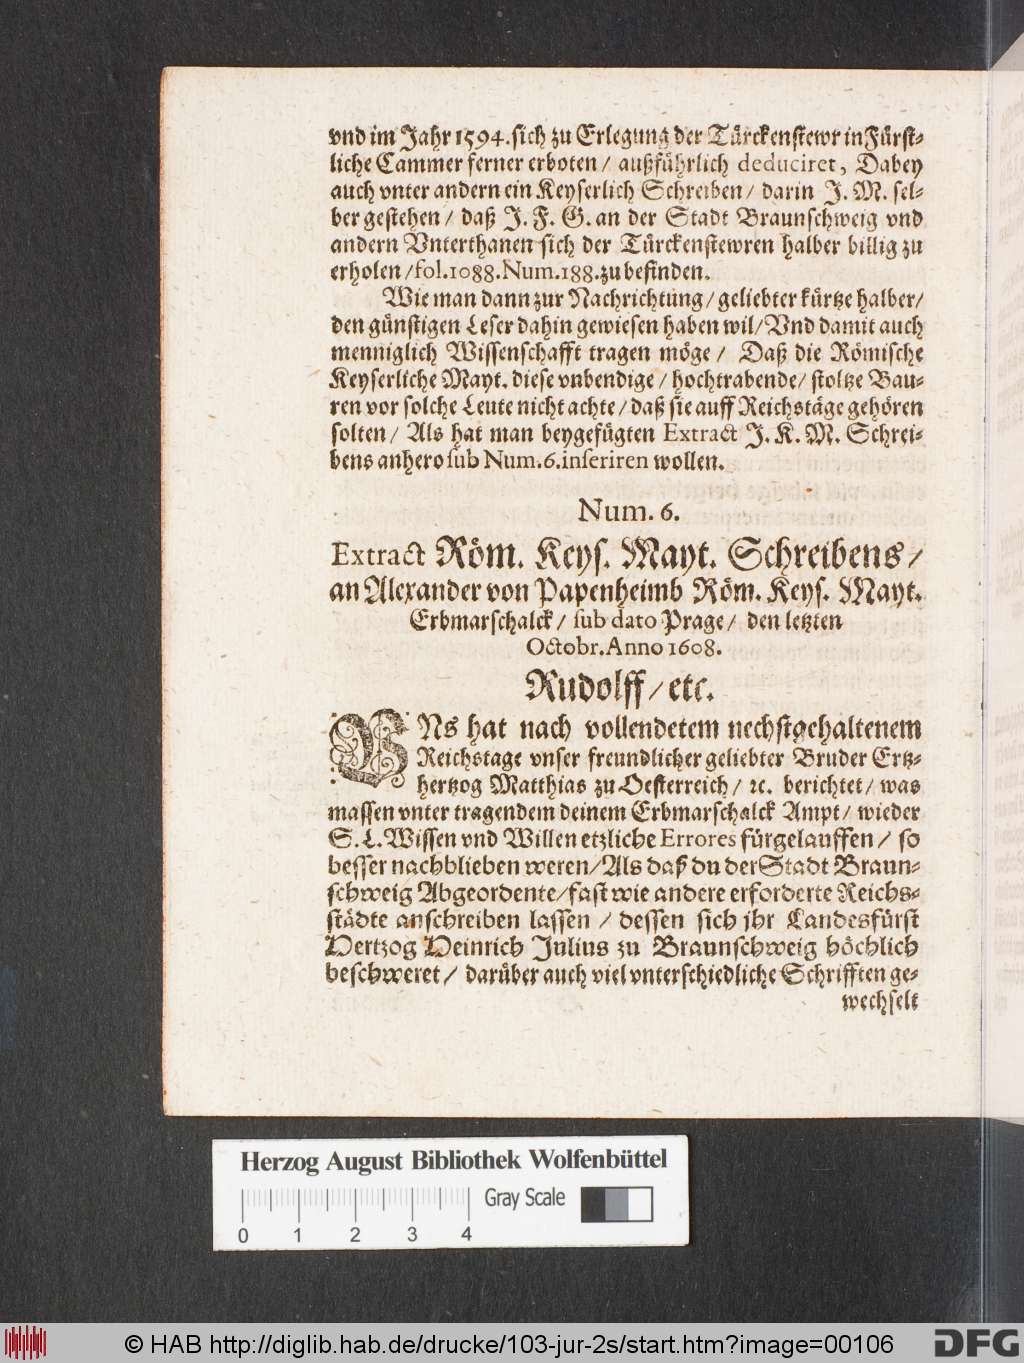 vnd im Jahr 1594. sich zu Erlegung der Türckenstewr in Fürst-
liche Cammer ferner erboten / außführlich deduciret, Dabey
auch vnter andern ein Keyserlich Schreiben / darin J. M. sel-
ber gestehen / daß J. F. G. an der Stadt Braunschweig vnd
andern Vnterthanen sich der Türckenstewren halber billig zu
erholen / fol. 1088. Num. 188. zu befinden.
Wie man dann zur Nachrichtung / geliebter kürtze halber /
den günstigen Leser dahin gewiesen haben wil / Vnd damit auch
menniglich Wissenschafft tragen möge / Daß die Römische
Keyserliche Mayt. diese vnbendige / hochtrabende / stoltze Bau-
ren vor solche Leute nicht achte / daß sie auff Reichstäge gehören
solten / Als hat man beygefügten Extract J. K. M. Schrei-
bens anhero sub Num. 6. inseriren wollen.
Num. 6.
Extract Röm. Keys. Mayt. Schreibens /
an Alexander von Papenheimb Röm. Keys. Mayt.
Erbmarschalck / sub dato Prage / den letzten
Octobr. Anno 1608.
Rudolff / etc.
VNs hat nach vollendetem nechstgehaltenem
Reichstage vnser freundlicher geliebter Bruder Ertz-
hertzog Matthias zu Oesterreich / ꝛc. berichtet / was
massen vnter tragendem deinem Erbmarschalck Ampt / wieder
S. L. Wissen vnd Willen etzliche Errores fürgelauffen / so
besser nachblieben weren / Als daß du der Stadt Braun-
schweig Abgeordente / fast wie andere erforderte Reichs-
städte anschreiben lassen / dessen sich jhr Landesfürst
Hertzog Heinrich Julius zu Braunschweig höchlich
beschweret / darüber auch viel vnterschiedliche Schrifften ge-
wechselt
Herzog August Bibliothek Wolfenbüttel
Gray Scale
0 1 2 3 4
© HAB http://diglib.hab.de/drucke/103-jur-2s/start.htm?image=00106
DFG